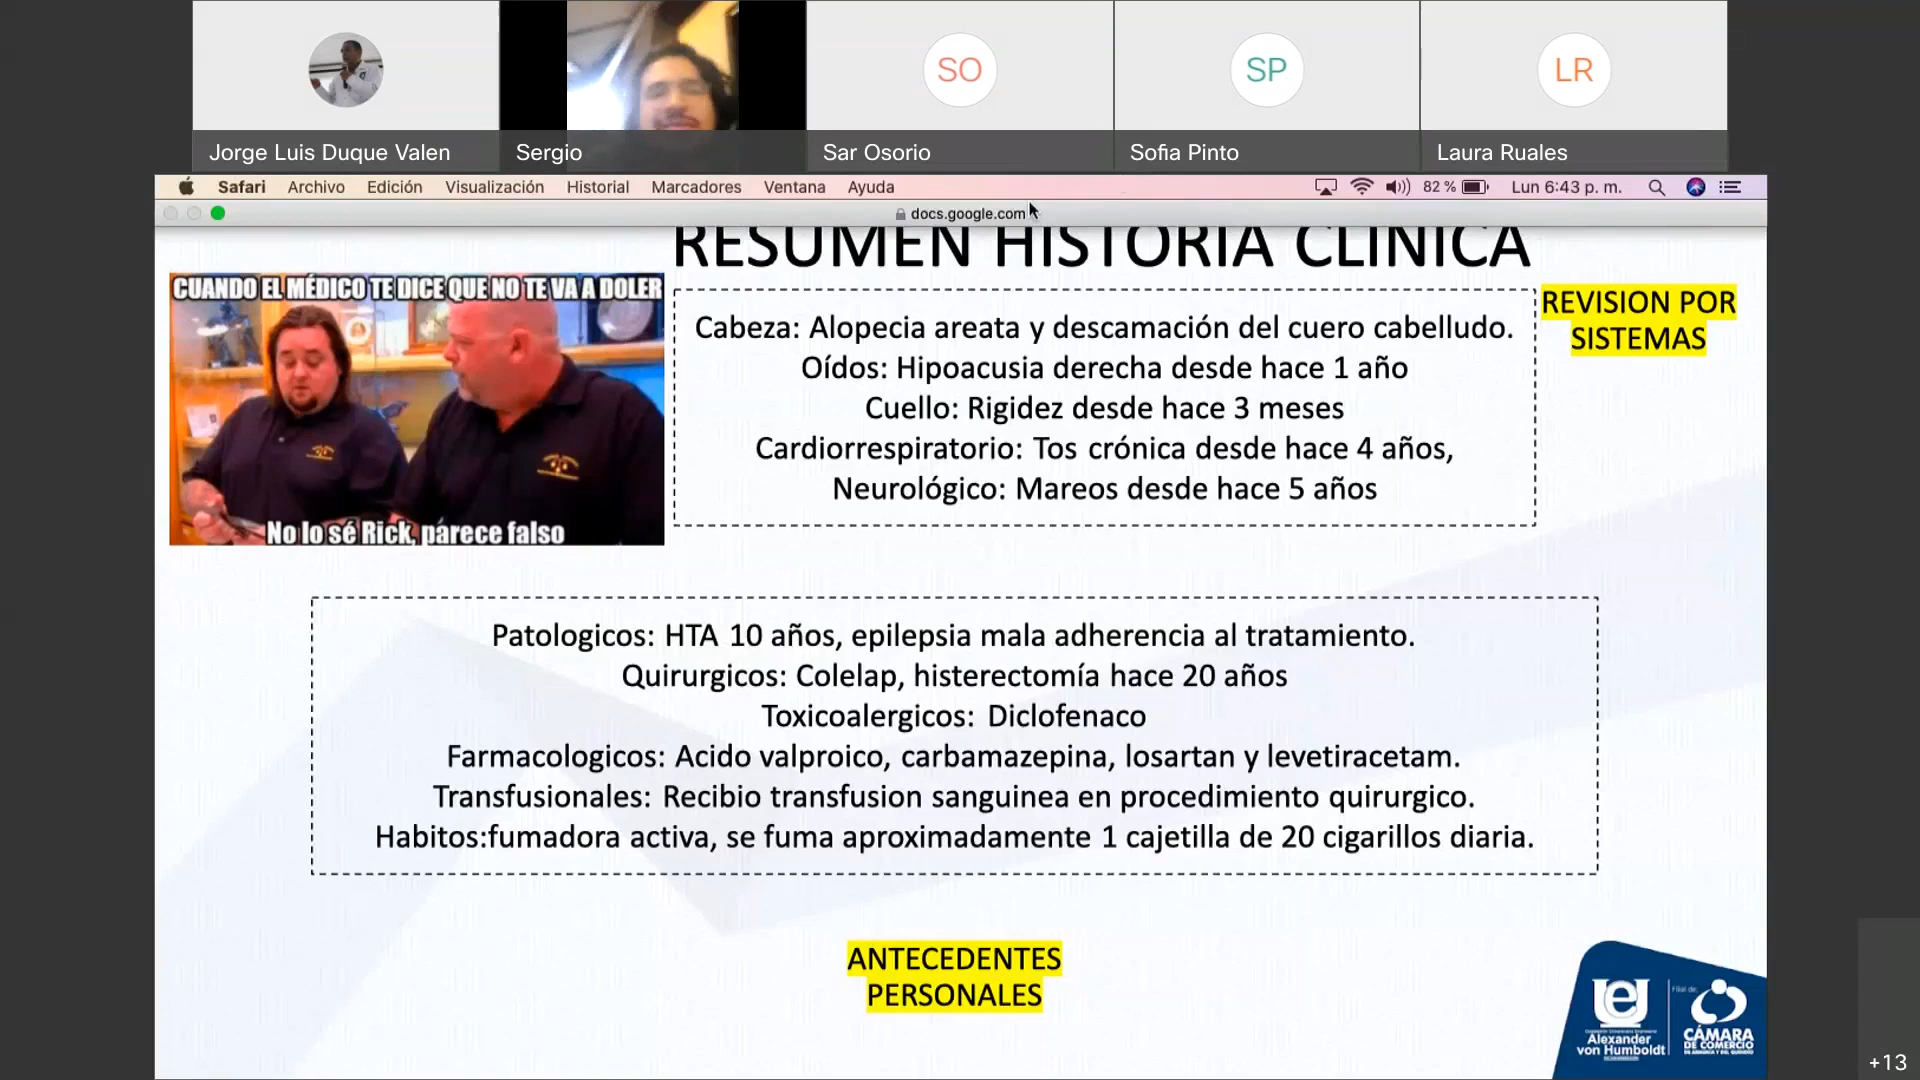 SO
SP
LR
Jorge Luis Duque Valen
Sergio
Sar Osorio
Sofia Pinto
Laura Ruales
Safari Archivo Edición Visualización Historial Marcadores Ventana Ayuda
82 % Lun 6:43 p. m.
docs.google.com
RESUMEN HISTORIA CLINICA
CUANDO EL MÉDICO TE DICE QUE NO TE VA A DOLER
No lo sé Rick, párece falso
Cabeza: Alopecia areata y descamación del cuero cabelludo.
Oídos: Hipoacusia derecha desde hace 1 año
Cuello: Rigidez desde hace 3 meses
Cardiorrespiratorio: Tos crónica desde hace 4 años,
Neurológico: Mareos desde hace 5 años
REVISION POR
SISTEMAS
Patologicos: HTA 10 años, epilepsia mala adherencia al tratamiento.
Quirurgicos: Colelap, histerectomía hace 20 años
Toxicoalergicos: Diclofenaco
Farmacologicos: Acido valproico, carbamazepina, losartan y levetiracetam.
Transfusionales: Recibio transfusion sanguinea en procedimiento quirurgico.
Habitos:fumadora activa, se fuma aproximadamente 1 cajetilla de 20 cigarillos diaria.
ANTECEDENTES
PERSONALES
Alexander
von Humboldt
Filial de:
CÁMARA
DE COMERCIO
+13